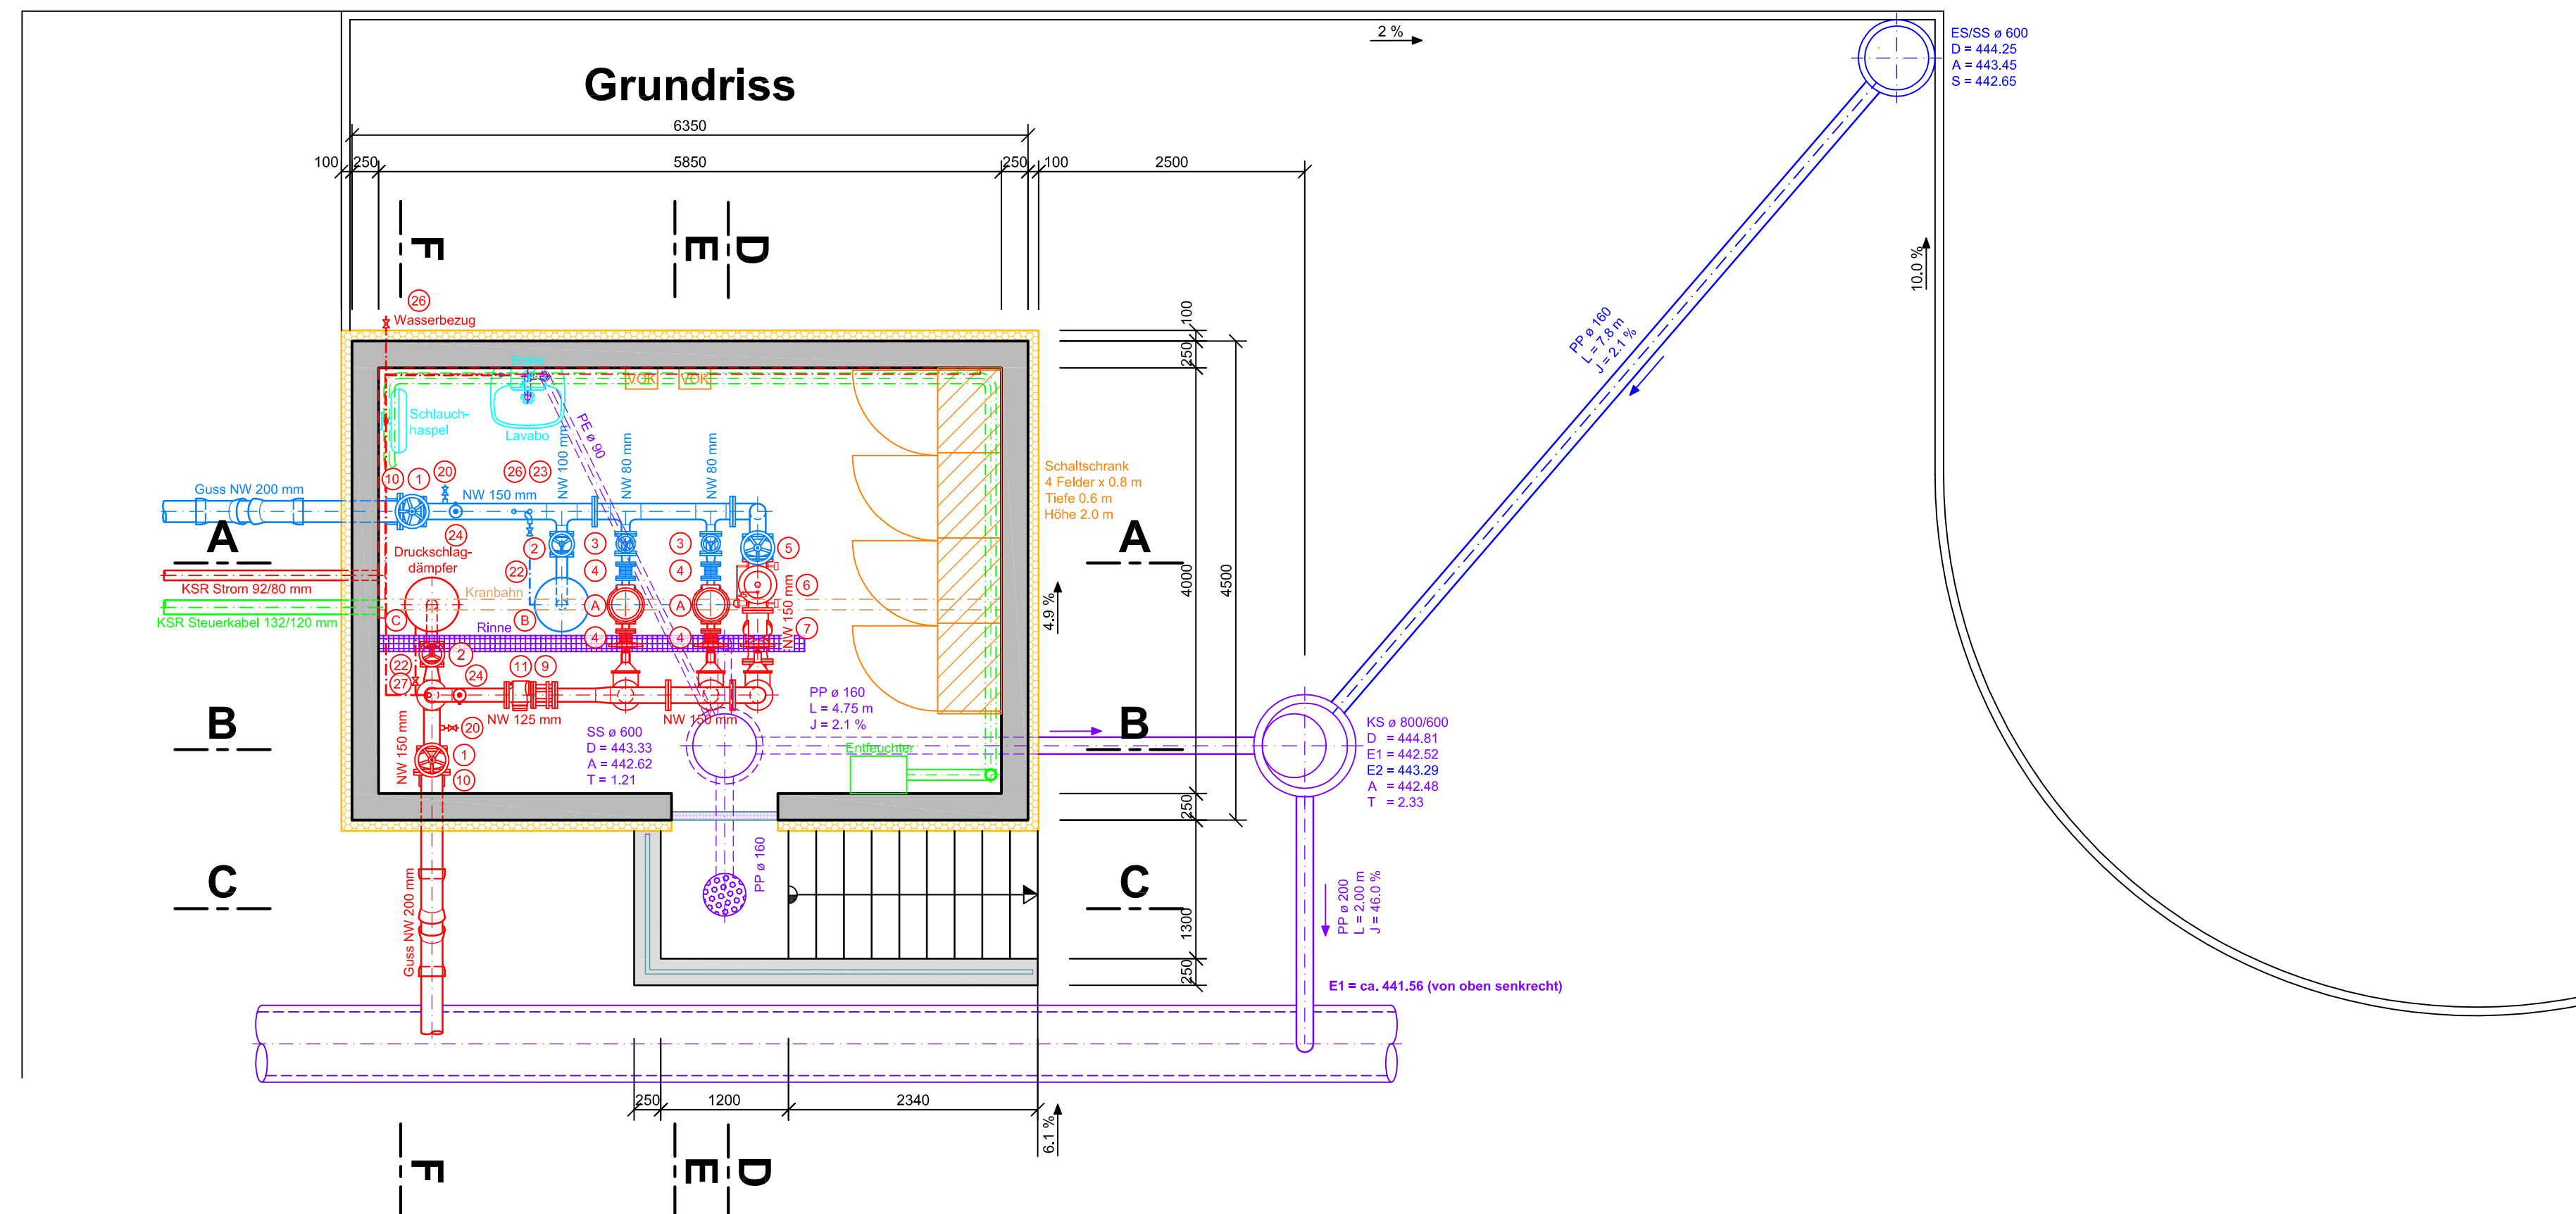 2 %
ES/SS ø 600
D = 444.25
A = 443.45
S = 442.65
Grundriss
6350
100
250
5850
250
100
2500
F
E
D
10.0 %
26
Wasserbezug
100
250
PP ø 160
L = 7.8 m
J = 2.1 %
Boiler
VOK
VOK
Schlauch-
haspel
Lavabo
PE ø 90
NW 100 mm
NW 80 mm
NW 80 mm
10
1
20
26
23
Guss NW 200 mm
NW 150 mm
Schaltschrank
4 Felder x 0.8 m
Tiefe 0.6 m
Höhe 2.0 m
A
A
24
Druckschlag-
dämpfer
2
3
3
5
22
4
4
6
KSR Strom 92/80 mm
Kranbahn
4000
4500
4.9 %
A
A
NW 150 mm
KSR Steuerkabel 132/120 mm
C
B
Rinne
4
4
7
22
2
27
24
11
9
NW 125 mm
NW 150 mm
PP ø 160
L = 4.75 m
J = 2.1 %
B
B
NW 150 mm
20
SS ø 600
D = 443.33
A = 442.62
T = 1.21
1
10
Entfeuchter
KS ø 800/600
D = 444.81
E1 = 442.52
E2 = 443.29
A = 442.48
T = 2.33
250
C
C
Guss NW 200 mm
PP ø 160
1300
250
PP ø 200
L = 2.00 m
J = 46.0 %
E1 = ca. 441.56 (von oben senkrecht)
250
1200
2340
6.1 %
F
E
D